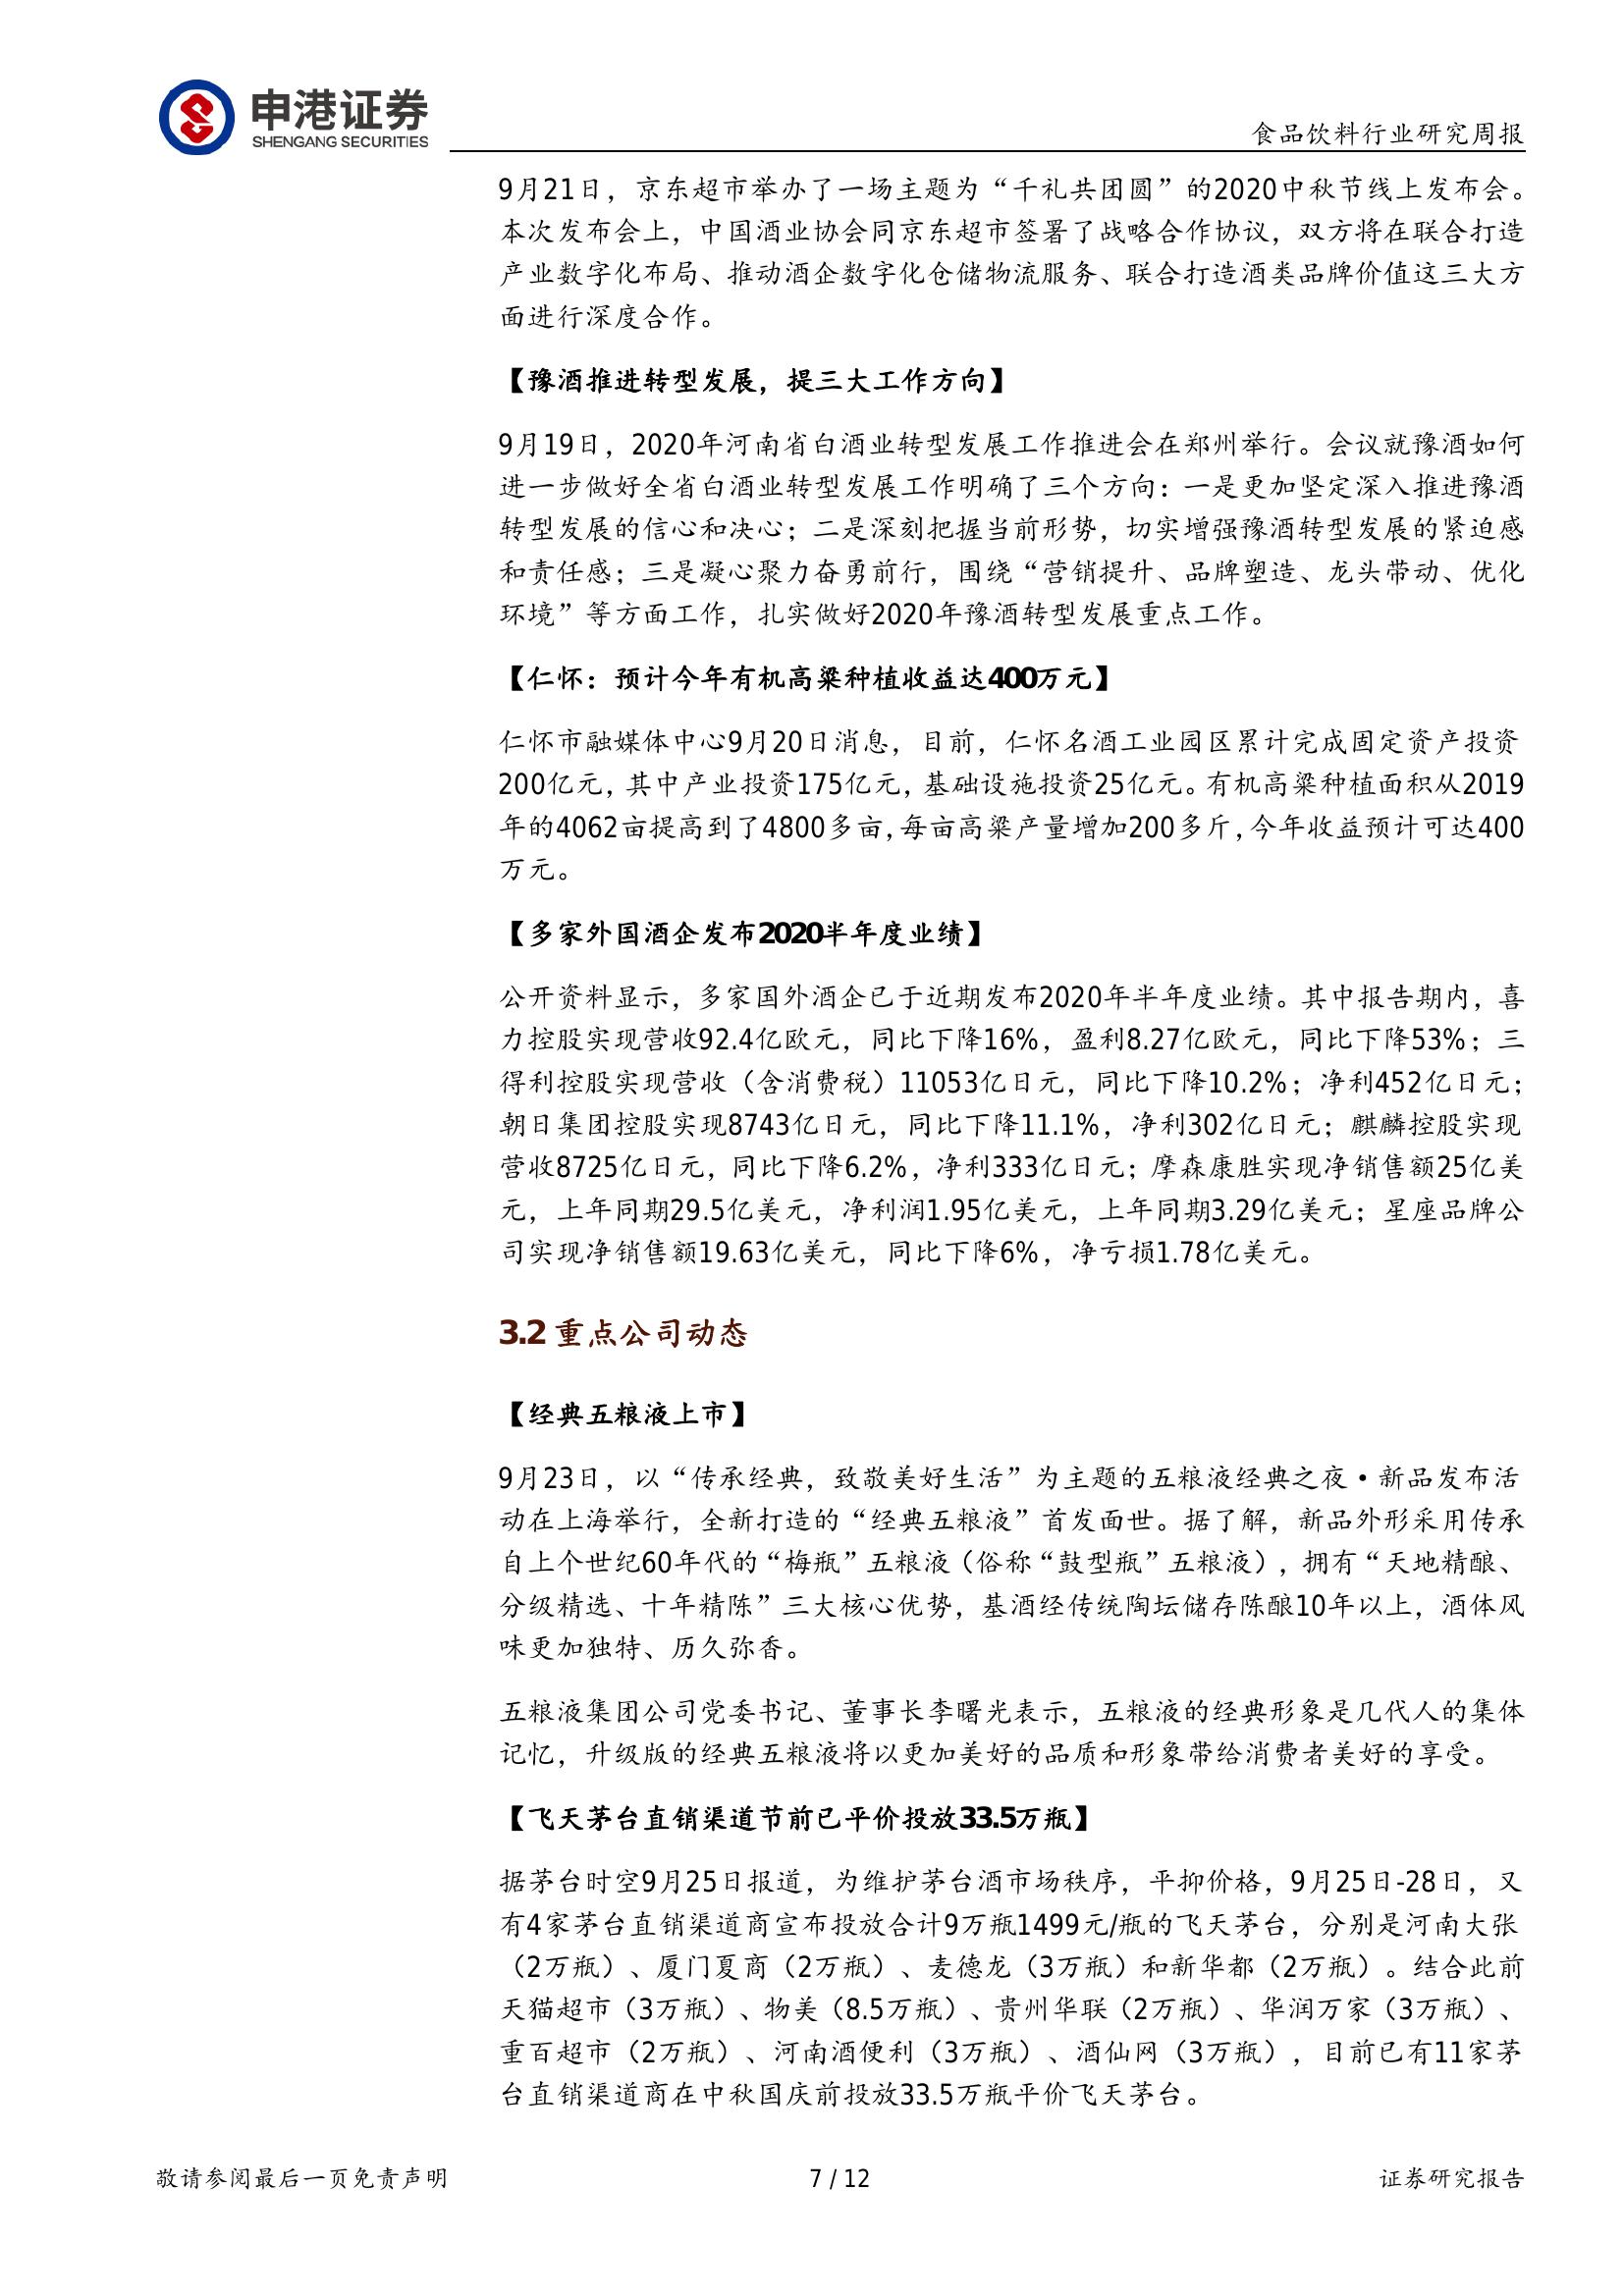 申港证券
SHENGANG SECURITIES
食品饮料行业研究周报
9月21日，京东超市举办了一场主题为“千礼共团圆”的2020中秋节线上发布会。
本次发布会上，中国酒业协会同京东超市签署了战略合作协议，双方将在联合打造
产业数字化布局、推动酒企数字化仓储物流服务、联合打造酒类品牌价值这三大方
面进行深度合作。
【豫酒推进转型发展，提三大工作方向】
9月19日，2020年河南省白酒业转型发展工作推进会在郑州举行。会议就豫酒如何
进一步做好全省白酒业转型发展工作明确了三个方向：一是更加坚定深入推进豫酒
转型发展的信心和决心；二是深刻把握当前形势，切实增强豫酒转型发展的紧迫感
和责任感；三是凝心聚力奋勇前行，围绕“营销提升、品牌塑造、龙头带动、优化
环境”等方面工作，扎实做好2020年豫酒转型发展重点工作。
【仁怀：预计今年有机高粱种植收益达400万元】
仁怀市融媒体中心9月20日消息，目前，仁怀名酒工业园区累计完成固定资产投资
200亿元，其中产业投资175亿元，基础设施投资25亿元。有机高粱种植面积从2019
年的4062亩提高到了4800多亩，每亩高粱产量增加200多斤，今年收益预计可达400
万元。
【多家外国酒企发布2020半年度业绩】
公开资料显示，多家国外酒企已于近期发布2020年半年度业绩。其中报告期内，喜
力控股实现营收92.4亿欧元，同比下降16%，盈利8.27亿欧元，同比下降53%；三
得利控股实现营收（含消费税）11053亿日元，同比下降10.2%；净利452亿日元；
朝日集团控股实现8743亿日元，同比下降11.1%，净利302亿日元；麒麟控股实现
营收8725亿日元，同比下降6.2%，净利333亿日元；摩森康胜实现净销售额25亿美
元，上年同期29.5亿美元，净利润1.95亿美元，上年同期3.29亿美元；星座品牌公
司实现净销售额19.63亿美元，同比下降6%，净亏损1.78亿美元。
3.2 重点公司动态
【经典五粮液上市】
9月23日，以“传承经典，致敬美好生活”为主题的五粮液经典之夜·新品发布活
动在上海举行，全新打造的“经典五粮液”首发面世。据了解，新品外形采用传承
自上个世纪60年代的“梅瓶”五粮液（俗称“鼓型瓶”五粮液），拥有“天地精酿、
分级精选、十年精陈”三大核心优势，基酒经传统陶坛储存陈酿10年以上，酒体风
味更加独特、历久弥香。
五粮液集团公司党委书记、董事长李曙光表示，五粮液的经典形象是几代人的集体
记忆，升级版的经典五粮液将以更加美好的品质和形象带给消费者美好的享受。
【飞天茅台直销渠道节前已平价投放33.5万瓶】
据茅台时空9月25日报道，为维护茅台酒市场秩序，平抑价格，9月25日-28日，又
有4家茅台直销渠道商宣布投放合计9万瓶1499元/瓶的飞天茅台，分别是河南大张
（2万瓶）、厦门夏商（2万瓶）、麦德龙（3万瓶）和新华都（2万瓶）。结合此前
天猫超市（3万瓶）、物美（8.5万瓶）、贵州华联（2万瓶）、华润万家（3万瓶）、
重百超市（2万瓶）、河南酒便利（3万瓶）、酒仙网（3万瓶），目前已有11家茅
台直销渠道商在中秋国庆前投放33.5万瓶平价飞天茅台。
敬请参阅最后一页免责声明
7 / 12
证券研究报告